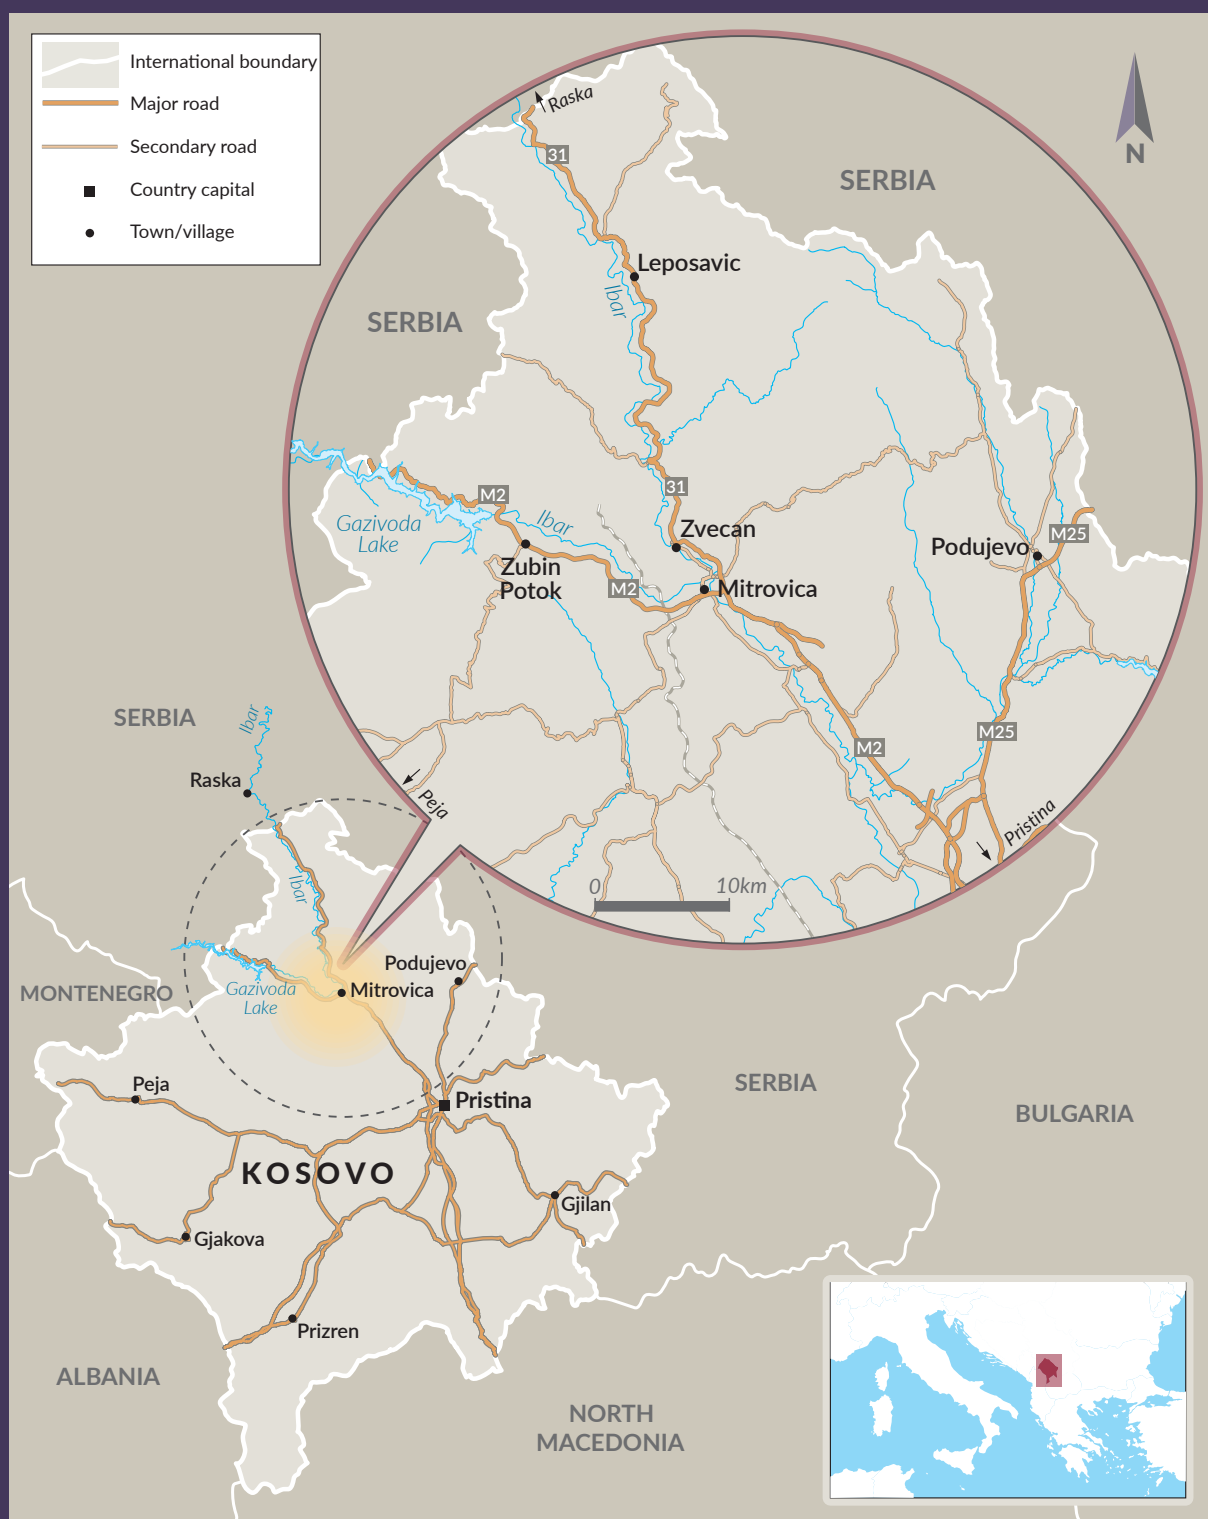 International boundary
Major road
Secondary road
Country capital
Town/village
N
Raska
31
SERBIA
Leposavic
Ibar
SERBIA
M2
31
Gazivoda
Lake
Ibar
Zvecan
M25
Podujevo
Zubin
Potok
M2
Mitrovica
M25
M2
Peja
Pristina
0
10km
SERBIA
Ibar
Raska
Ibar
Podujevo
MONTENEGRO
Gazivoda
Lake
Mitrovica
Peja
Pristina
SERBIA
BULGARIA
KOSOVO
Gjilan
Gjakova
Prizren
ALBANIA
NORTH
MACEDONIA